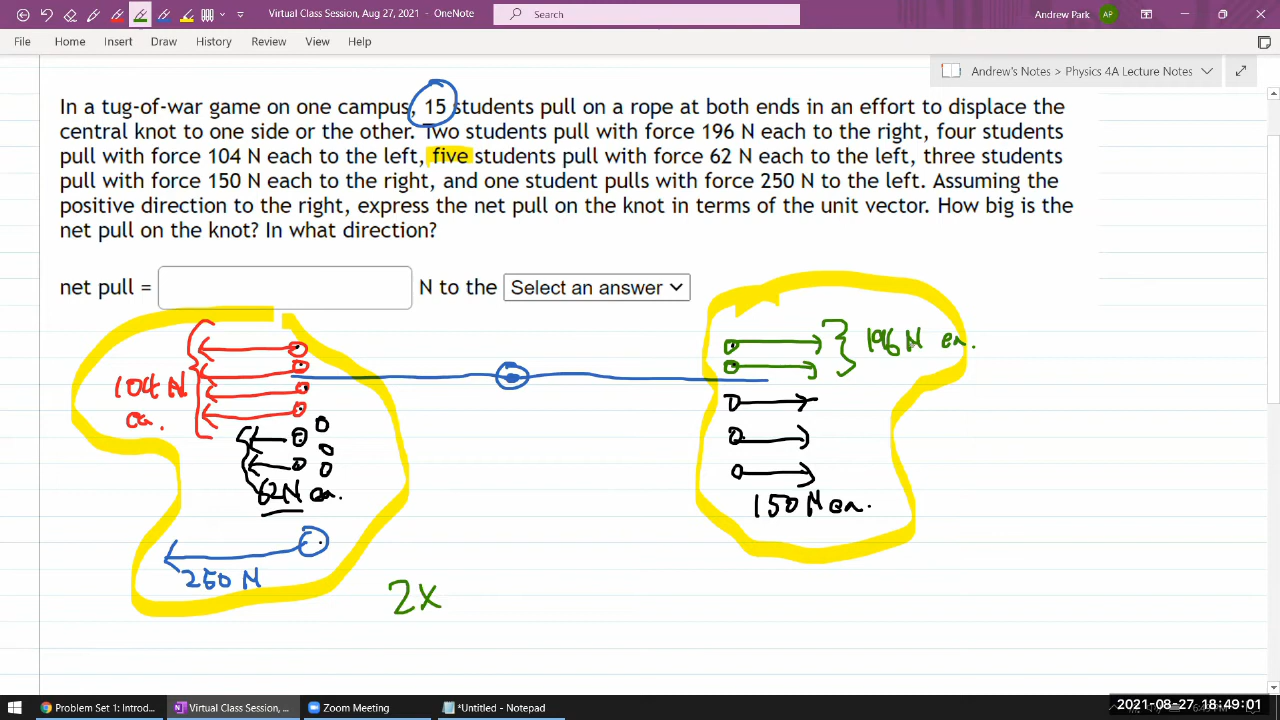 Virtual Class Session, Aug 27, 2021 - OneNote
Search
Andrew Park
AP
File Home Insert Draw History Review View Help
Andrew's Notes > Physics 4A Lecture Notes
In a tug-of-war game on one campus, 15 students pull on a rope at both ends in an effort to displace the
central knot to one side or the other. Two students pull with force 196 N each to the right, four students
pull with force 104 N each to the left, five students pull with force 62 N each to the left, three students
pull with force 150 N each to the right, and one student pulls with force 250 N to the left. Assuming the
positive direction to the right, express the net pull on the knot in terms of the unit vector. How big is the
net pull on the knot? In what direction?
net pull = N to the Select an answer
196 N ea.
104 N
ea.
62N ea.
150 N ea.
250 N
2x
Problem Set 1: Introd... Virtual Class Session,... Zoom Meeting *Untitled - Notepad
2021-08-27 18:49:01